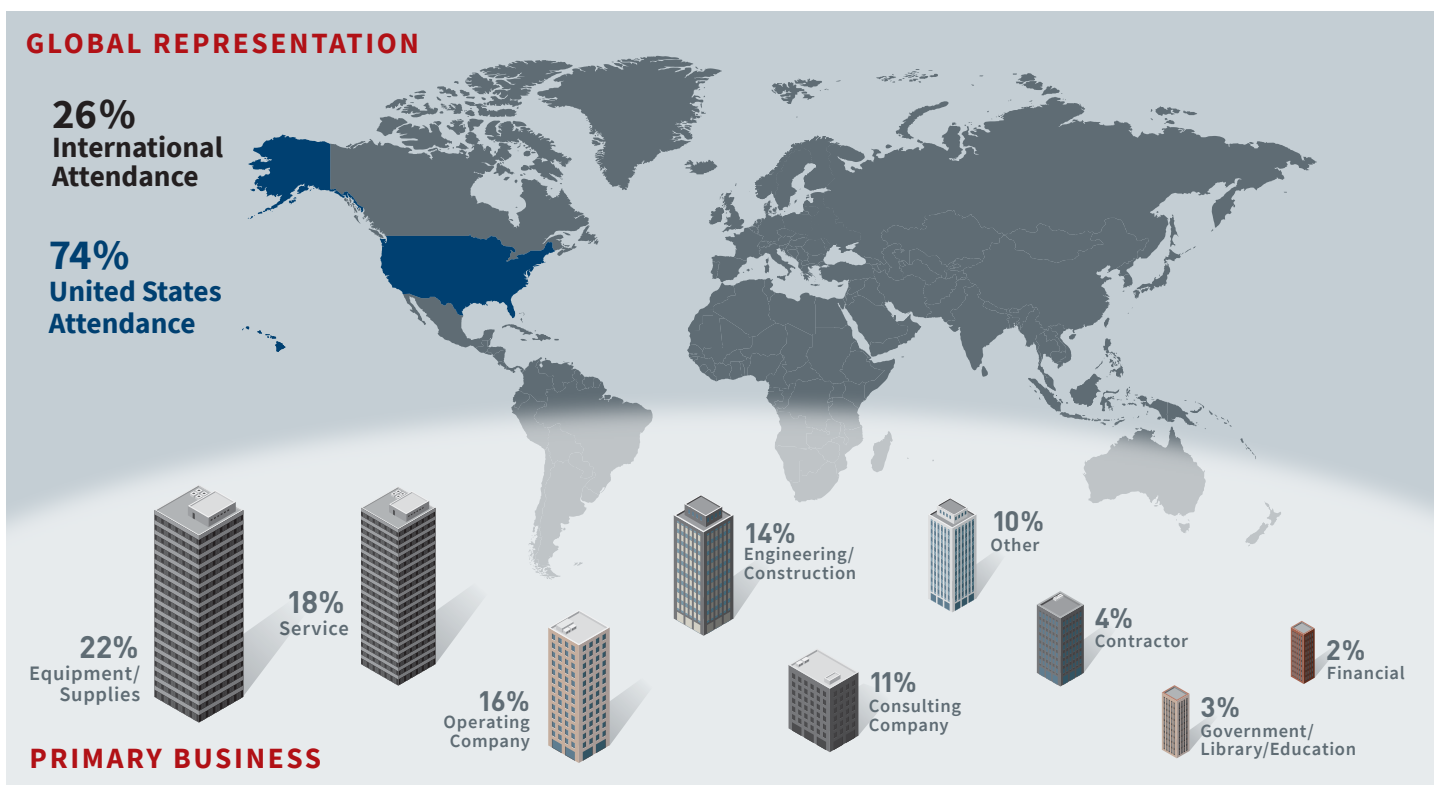 GLOBAL REPRESENTATION
26%
International
Attendance
74%
United States
Attendance
22%
Equipment/
Supplies
18%
Service
16%
Operating
Company
14%
Engineering/
Construction
11%
Consulting
Company
10%
Other
4%
Contractor
3%
Government/
Library/Education
2%
Financial
PRIMARY BUSINESS